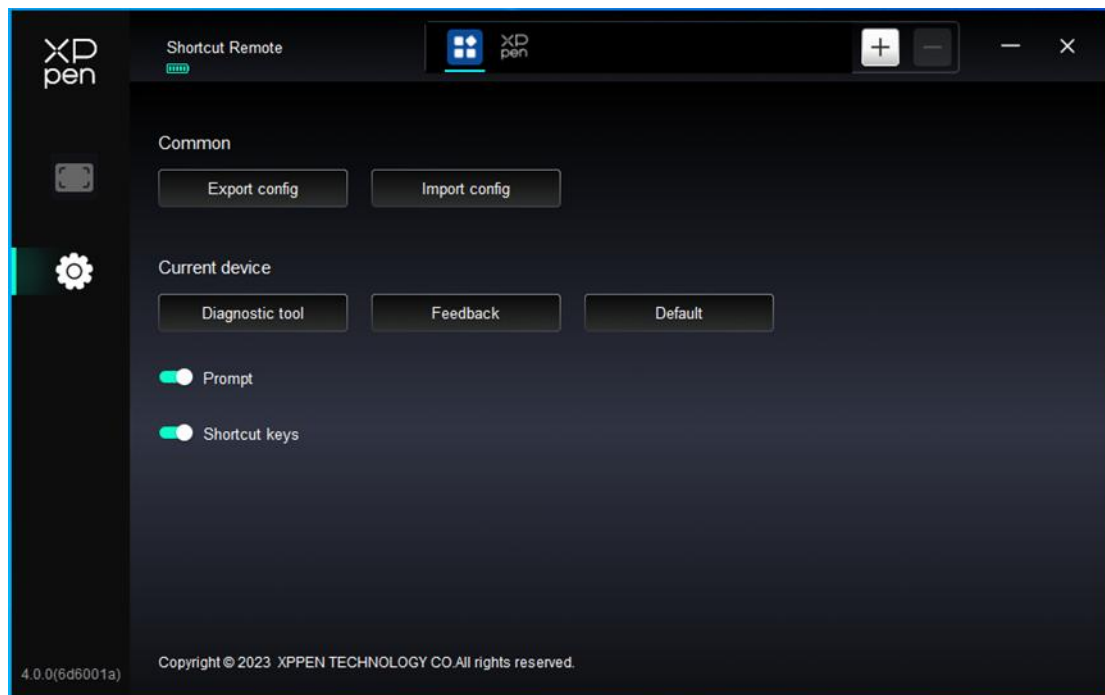 XP
pen
Shortcut Remote
XP
pen
Common
Export config
Import config
Current device
Diagnostic tool
Feedback
Default
Prompt
Shortcut keys
Copyright © 2023 XPPEN TECHNOLOGY CO.All rights reserved.
4.0.0(6d6001a)